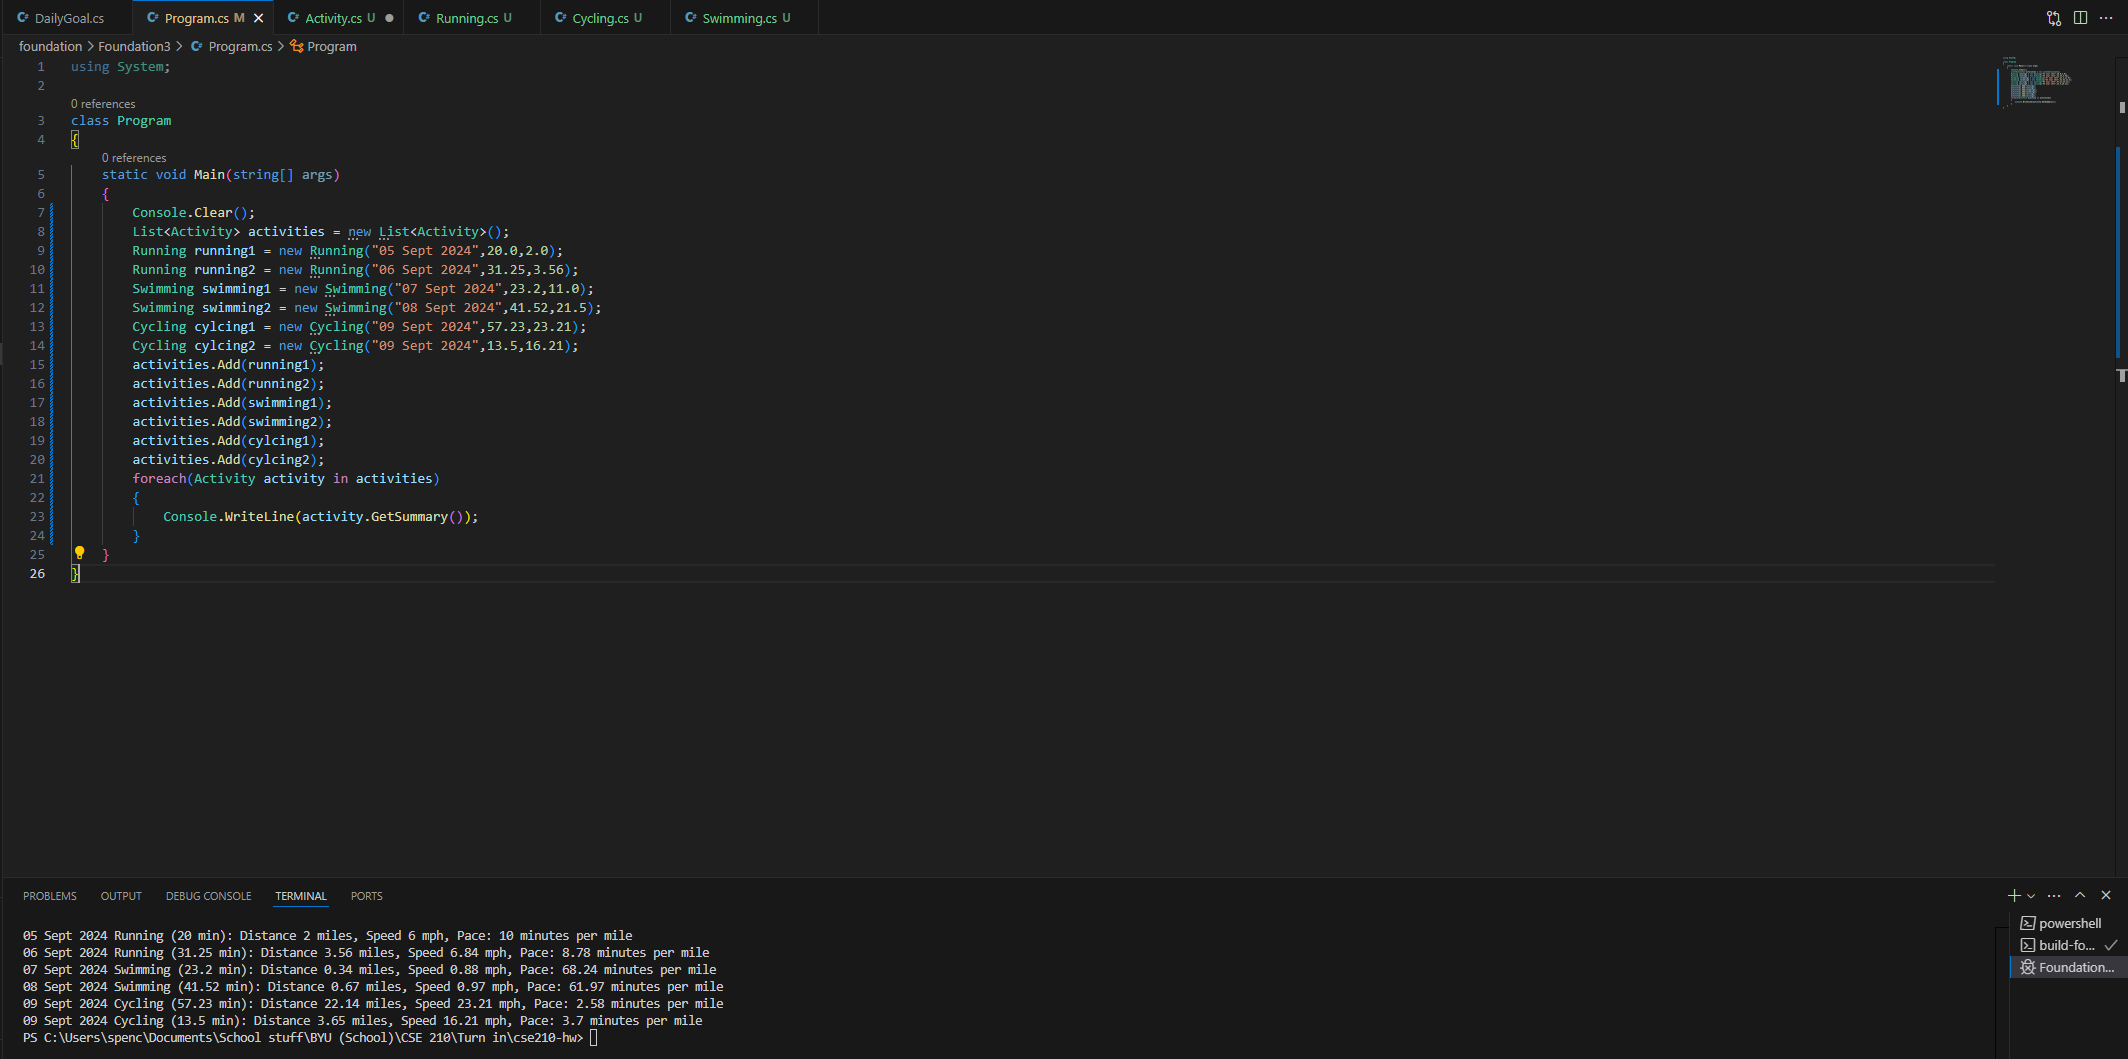 DailyGoal.cs Program.cs M Activity.cs U Running.cs U Cycling.cs U Swimming.cs U
foundation > Foundation3 > Program.cs > Program
1 using System;
2
0 references
3 class Program
4 {
0 references
5 static void Main(string[] args)
6 {
7 Console.Clear();
8 List<Activity> activities = new List<Activity>();
9 Running running1 = new Running("05 Sept 2024",20.0,2.0);
10 Running running2 = new Running("06 Sept 2024",31.25,3.56);
11 Swimming swimming1 = new Swimming("07 Sept 2024",23.2,11.0);
12 Swimming swimming2 = new Swimming("08 Sept 2024",41.52,21.5);
13 Cycling cylcing1 = new Cycling("09 Sept 2024",57.23,23.21);
14 Cycling cylcing2 = new Cycling("09 Sept 2024",13.5,16.21);
15 activities.Add(running1);
16 activities.Add(running2);
17 activities.Add(swimming1);
18 activities.Add(swimming2);
19 activities.Add(cylcing1);
20 activities.Add(cylcing2);
21 foreach(Activity activity in activities)
22 {
23 Console.WriteLine(activity.GetSummary());
24 }
25 }
26 }
PROBLEMS OUTPUT DEBUG CONSOLE TERMINAL PORTS
05 Sept 2024 Running (20 min): Distance 2 miles, Speed 6 mph, Pace: 10 minutes per mile
06 Sept 2024 Running (31.25 min): Distance 3.56 miles, Speed 6.84 mph, Pace: 8.78 minutes per mile
07 Sept 2024 Swimming (23.2 min): Distance 0.34 miles, Speed 0.88 mph, Pace: 68.24 minutes per mile
08 Sept 2024 Swimming (41.52 min): Distance 0.67 miles, Speed 0.97 mph, Pace: 61.97 minutes per mile
09 Sept 2024 Cycling (57.23 min): Distance 22.14 miles, Speed 23.21 mph, Pace: 2.58 minutes per mile
09 Sept 2024 Cycling (13.5 min): Distance 3.65 miles, Speed 16.21 mph, Pace: 3.7 minutes per mile
PS C:\Users\spenc\Documents\School stuff\BYU (School)\CSE 210\Turn in\cse210-hw>
powershell
build-fo...
Foundation...